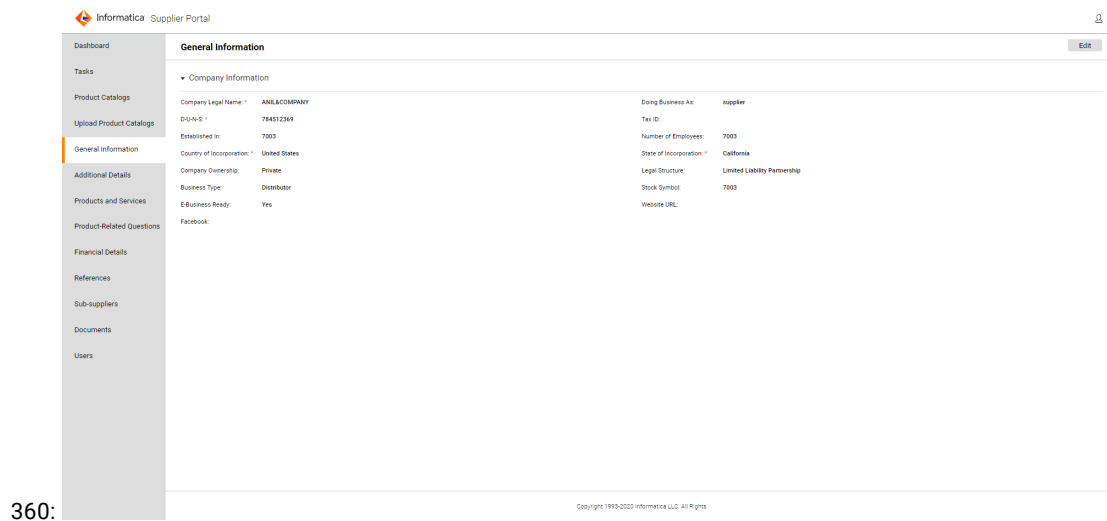 Informatica Supplier Portal
Dashboard
Tasks
Product Catalogs
Upload Product Catalogs
General Information
Additional Details
Products and Services
Product-Related Questions
Financial Details
References
Sub-suppliers
Documents
Users
General Information
Edit
Company Information
Company Legal Name: * ANIL&COMPANY
Doing Business As: supplier
D-U-N-S: * 784512369
Tax ID:
Established In: 7003
Number of Employees: 7003
Country of Incorporation: * United States
State of Incorporation: * California
Company Ownership: Private
Legal Structure: Limited Liability Partnership
Business Type: Distributor
Stock Symbol: 7003
E-Business Ready: Yes
Website URL:
Facebook:
Copyright 1993-2020 Informatica LLC. All Rights
360: